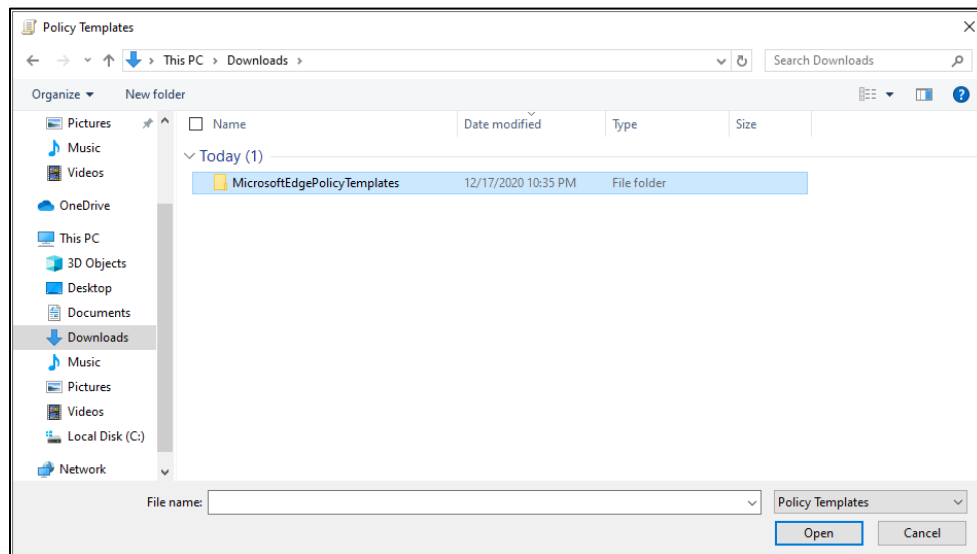 Policy Templates
This PC > Downloads >
Search Downloads
Organize
New folder
Name
Date modified
Type
Size
Today (1)
MicrosoftEdgePolicyTemplates
12/17/2020 10:35 PM
File folder
Pictures
Music
Videos
OneDrive
This PC
3D Objects
Desktop
Documents
Downloads
Music
Pictures
Videos
Local Disk (C:)
Network
File name:
Policy Templates
Open
Cancel